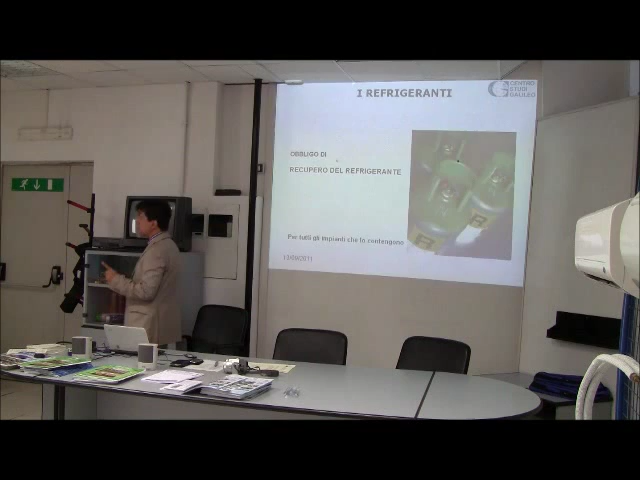 I REFRIGERANTI
CENTRO
STUDI
GALILEO
OBBLIGO DI
RECUPERO DEL REFRIGERANTE
Per tutti gli impianti che lo contengono
R
R